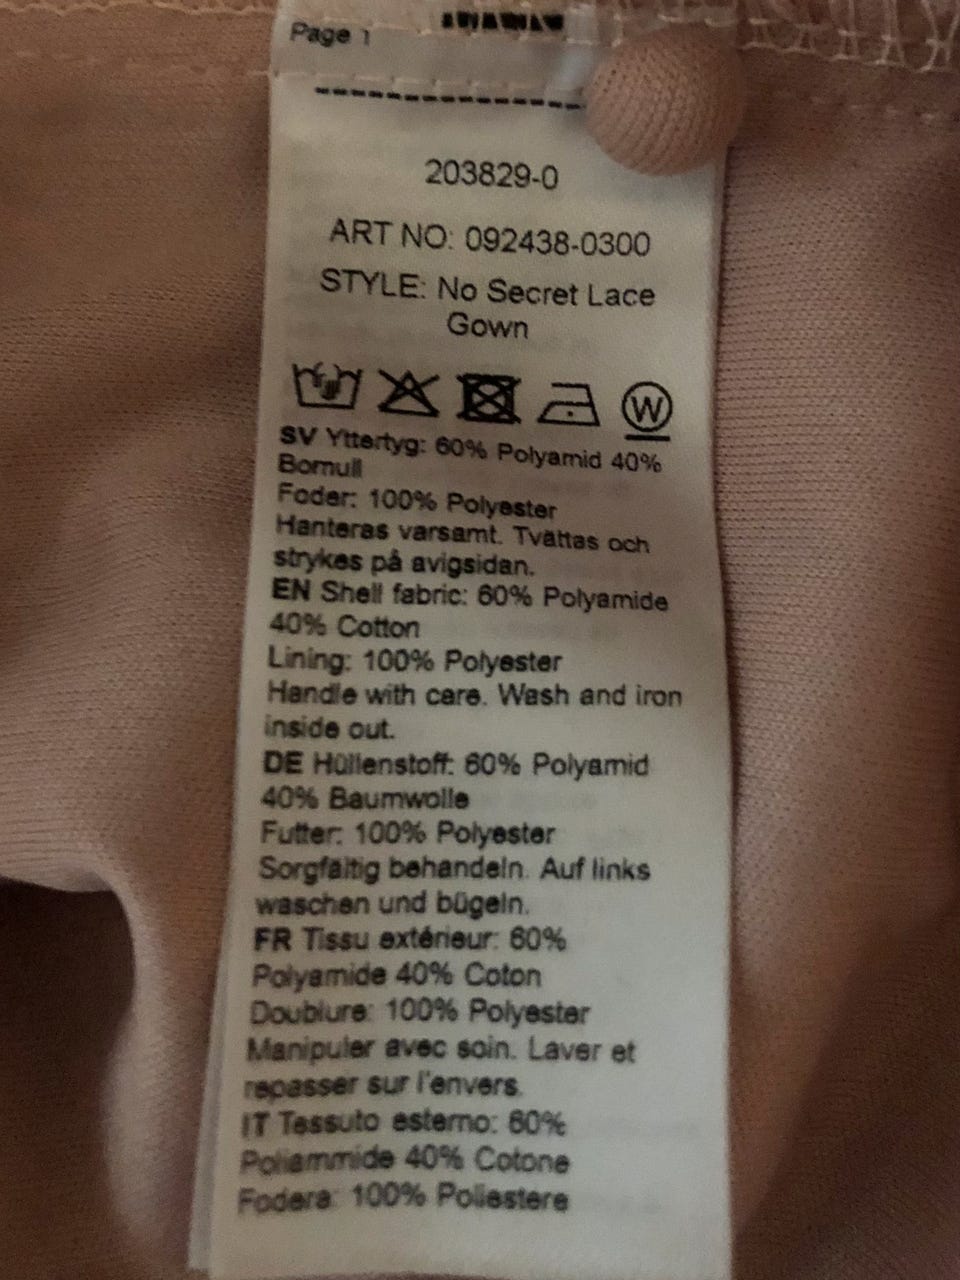 Page 1
203829-0
ART NO: 092438-0300
STYLE: No Secret Lace
Gown
W
SV Yttertyg: 60% Polyamid 40%
Bomull
Foder: 100% Polyester
Hanteras varsamt. Tvättas och
strykes på avigsidan.
EN Shell fabric: 60% Polyamide
40% Cotton
Lining: 100% Polyester
Handle with care. Wash and iron
inside out.
DE Hüllenstoff: 60% Polyamid
40% Baumwolle
Futter: 100% Polyester
Sorgfältig behandeln. Auf links
waschen und bügeln.
FR Tissu extérieur: 60%
Polyamide 40% Coton
Doublure: 100% Polyester
Manipuler avec soin. Laver et
repasser sur l'envers.
IT Tessuto esterno: 60%
Poliammide 40% Cotone
Fodera: 100% Poliestere